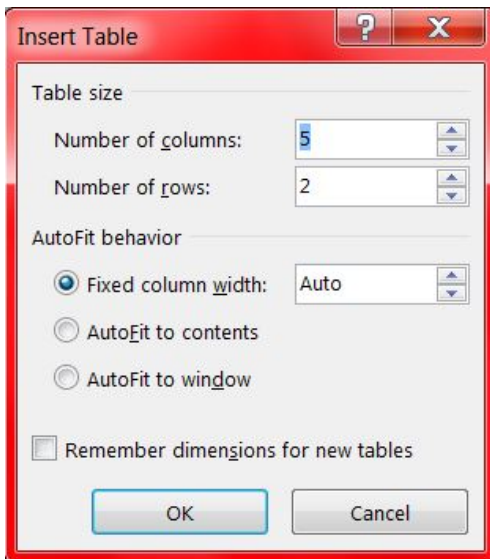 Insert Table
Table size
Number of columns: 5
Number of rows: 2
AutoFit behavior
Fixed column width: Auto
AutoFit to contents
AutoFit to window
Remember dimensions for new tables
OK Cancel